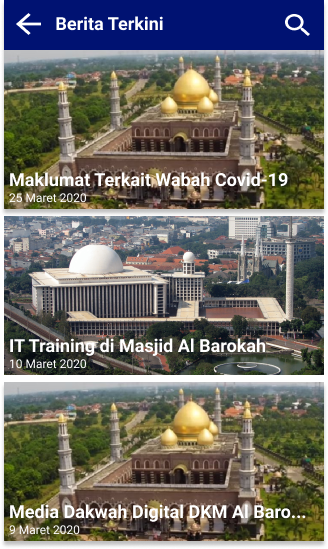 Berita Terkini
Maklumat Terkait Wabah Covid-19
25 Maret 2020
IT Training di Masjid Al Barokah
10 Maret 2020
Media Dakwah Digital DKM Al Baro...
9 Maret 2020